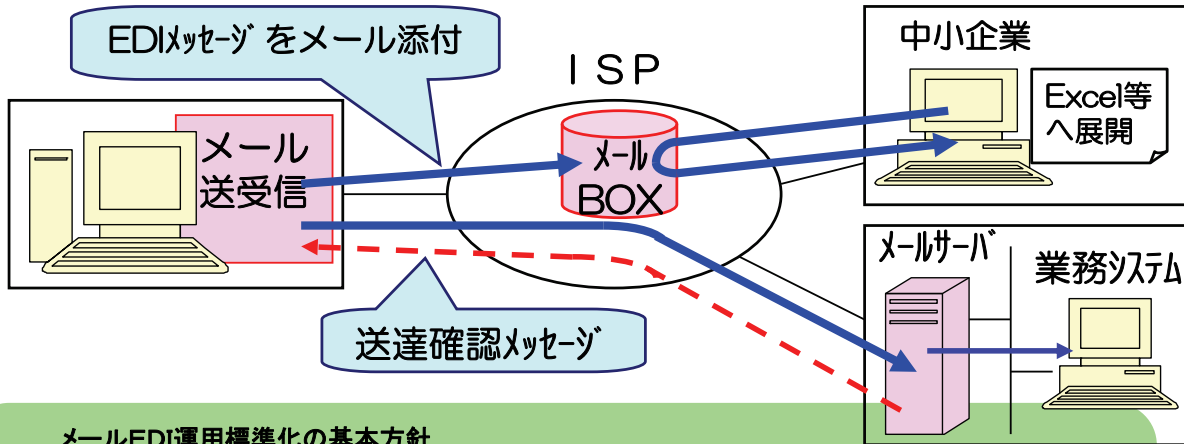 EDIﾒｯｾｰｼﾞをメール添付
ISP
中小企業
Excel等
へ展開
メール
送受信
ﾒｰﾙ
BOX
ﾒｰﾙｻｰﾊﾞ
業務ｼｽﾃﾑ
送達確認ﾒｯｾｰｼﾞ
メールEDI運用標準化の基本方針